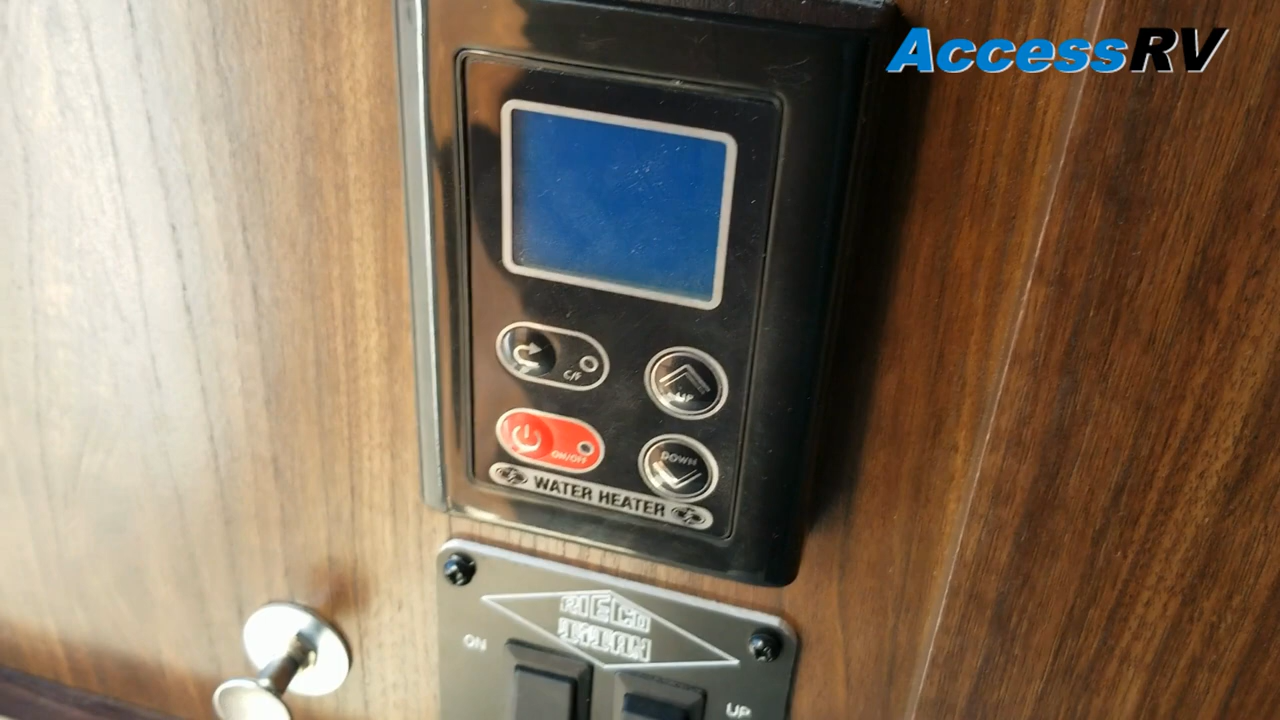 AccessRV
C/F
UP
ON/OFF
DOWN
WATER HEATER
ON
UP